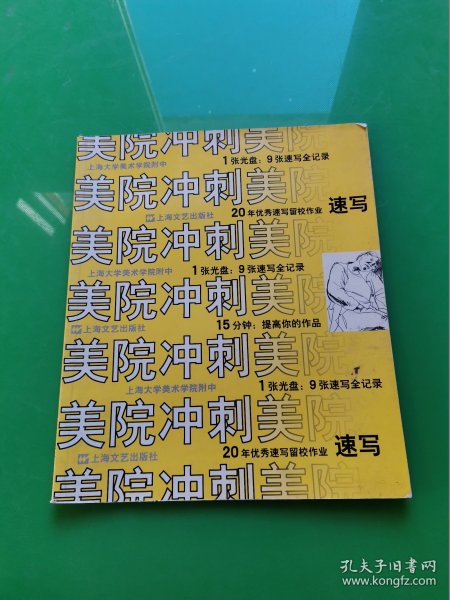 美院冲刺美院
上海大学美术学院附中
1张光盘：9张速写全记录
美院冲刺美院
上海文艺出版社
20年优秀速写留校作业
速写
美院冲刺美院
上海大学美术学院附中
1张光盘：9张速写全记录
美院冲刺美院
上海文艺出版社
15分钟：提高你的作品
美院冲刺美院
上海大学美术学院附中
1张光盘：9张速写全记录
美院冲刺美院
上海文艺出版社
20年优秀速写留校作业
速写
美院冲刺美院
孔夫子旧书网
www.kongfz.com